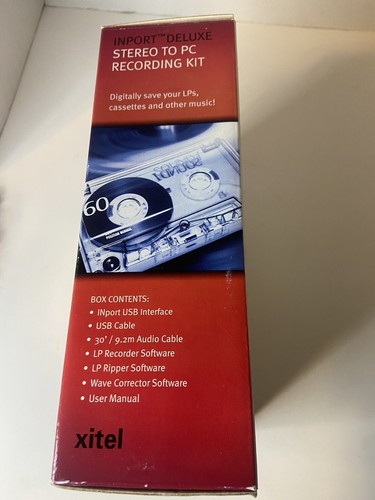 INPORT™ DELUXE
STEREO TO PC
RECORDING KIT
Digitally save your LPs,
cassettes and other music!
60
BOX CONTENTS:
• INport USB Interface
• USB Cable
• 30' / 9.2m Audio Cable
• LP Recorder Software
• LP Ripper Software
• Wave Corrector Software
• User Manual
xitel